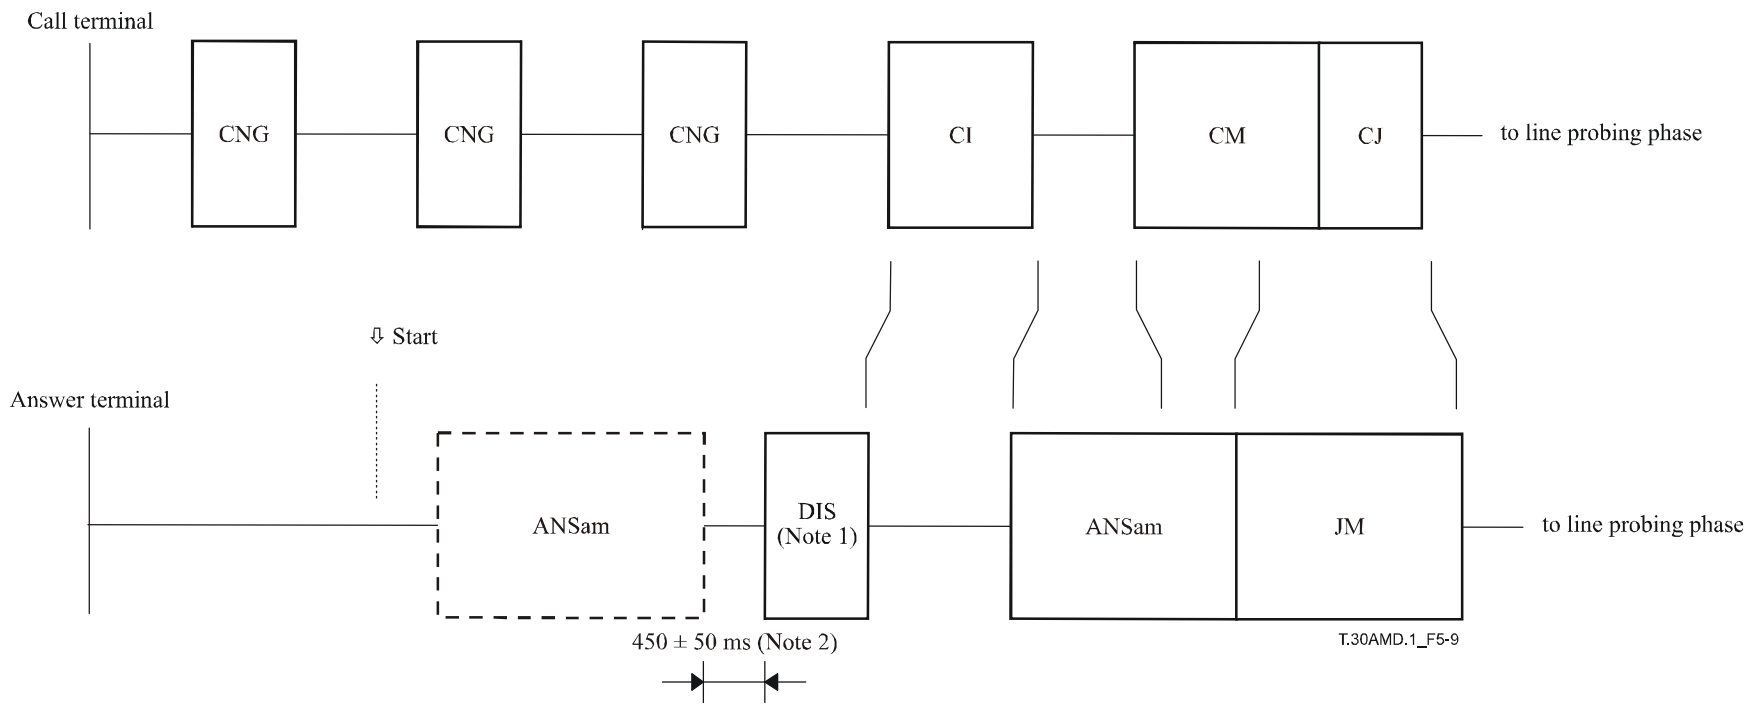 Call terminal
CNG
CNG
CNG
CI
CM
CJ
to line probing phase
⇩ Start
Answer terminal
ANSam
DIS
(Note 1)
ANSam
JM
to line probing phase
450 ± 50 ms (Note 2)
T.30AMD.1_F5-9